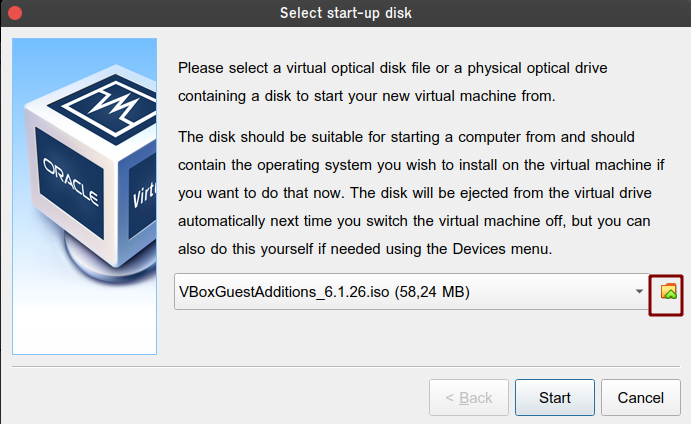 Select start-up disk
ORACLE
Virtu
Please select a virtual optical disk file or a physical optical drive
containing a disk to start your new virtual machine from.
The disk should be suitable for starting a computer from and should
contain the operating system you wish to install on the virtual machine if
you want to do that now. The disk will be ejected from the virtual drive
automatically next time you switch the virtual machine off, but you can
also do this yourself if needed using the Devices menu.
VBoxGuestAdditions_6.1.26.iso (58,24 MB)
< Back
Start
Cancel